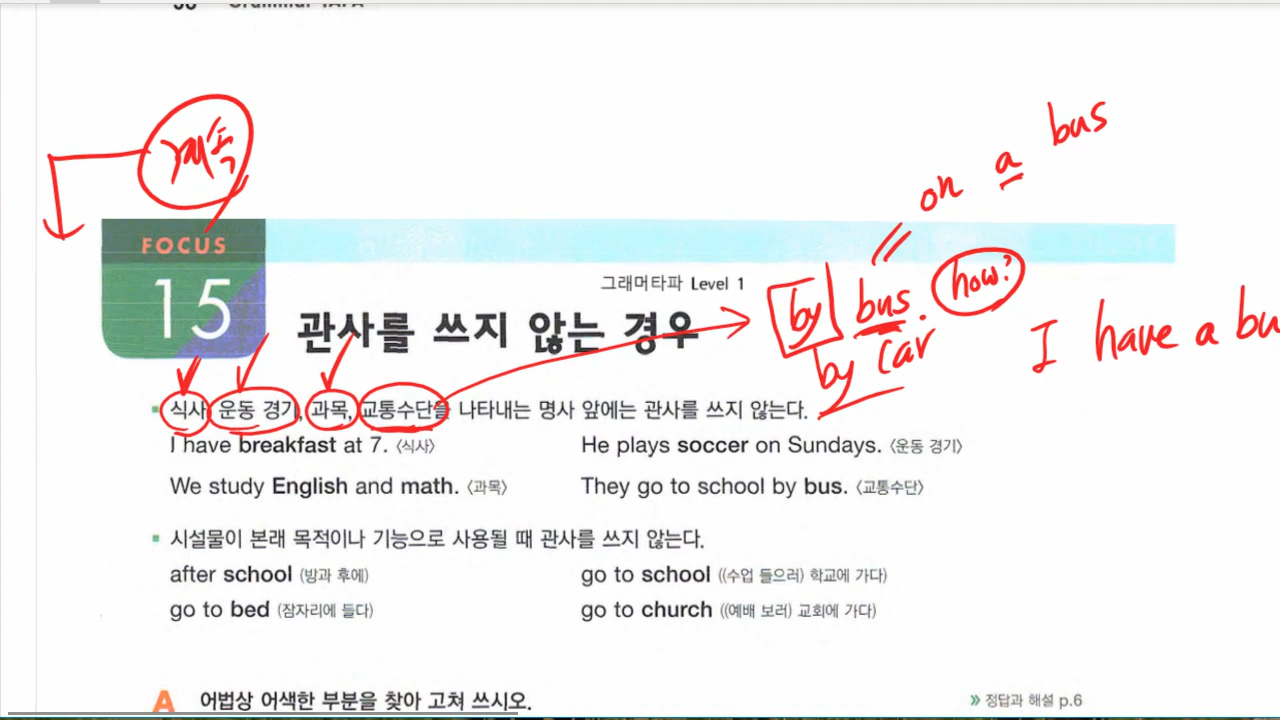 계속
on a bus
FOCUS
15
그래머타파 Level 1
관사를 쓰지 않는 경우
by bus. how?
by car
I have a bu
식사, 운동 경기, 과목, 교통수단을 나타내는 명사 앞에는 관사를 쓰지 않는다.
I have breakfast at 7. 〈식사〉
He plays soccer on Sundays. 〈운동 경기〉
We study English and math. 〈과목〉
They go to school by bus. 〈교통수단〉
시설물이 본래 목적이나 기능으로 사용될 때 관사를 쓰지 않는다.
after school (방과 후에)
go to school ((수업 들으러) 학교에 가다)
go to bed (잠자리에 들다)
go to church ((예배 보러) 교회에 가다)
A 어법상 어색한 부분을 찾아 고쳐 쓰시오.
» 정답과 해설 p.6